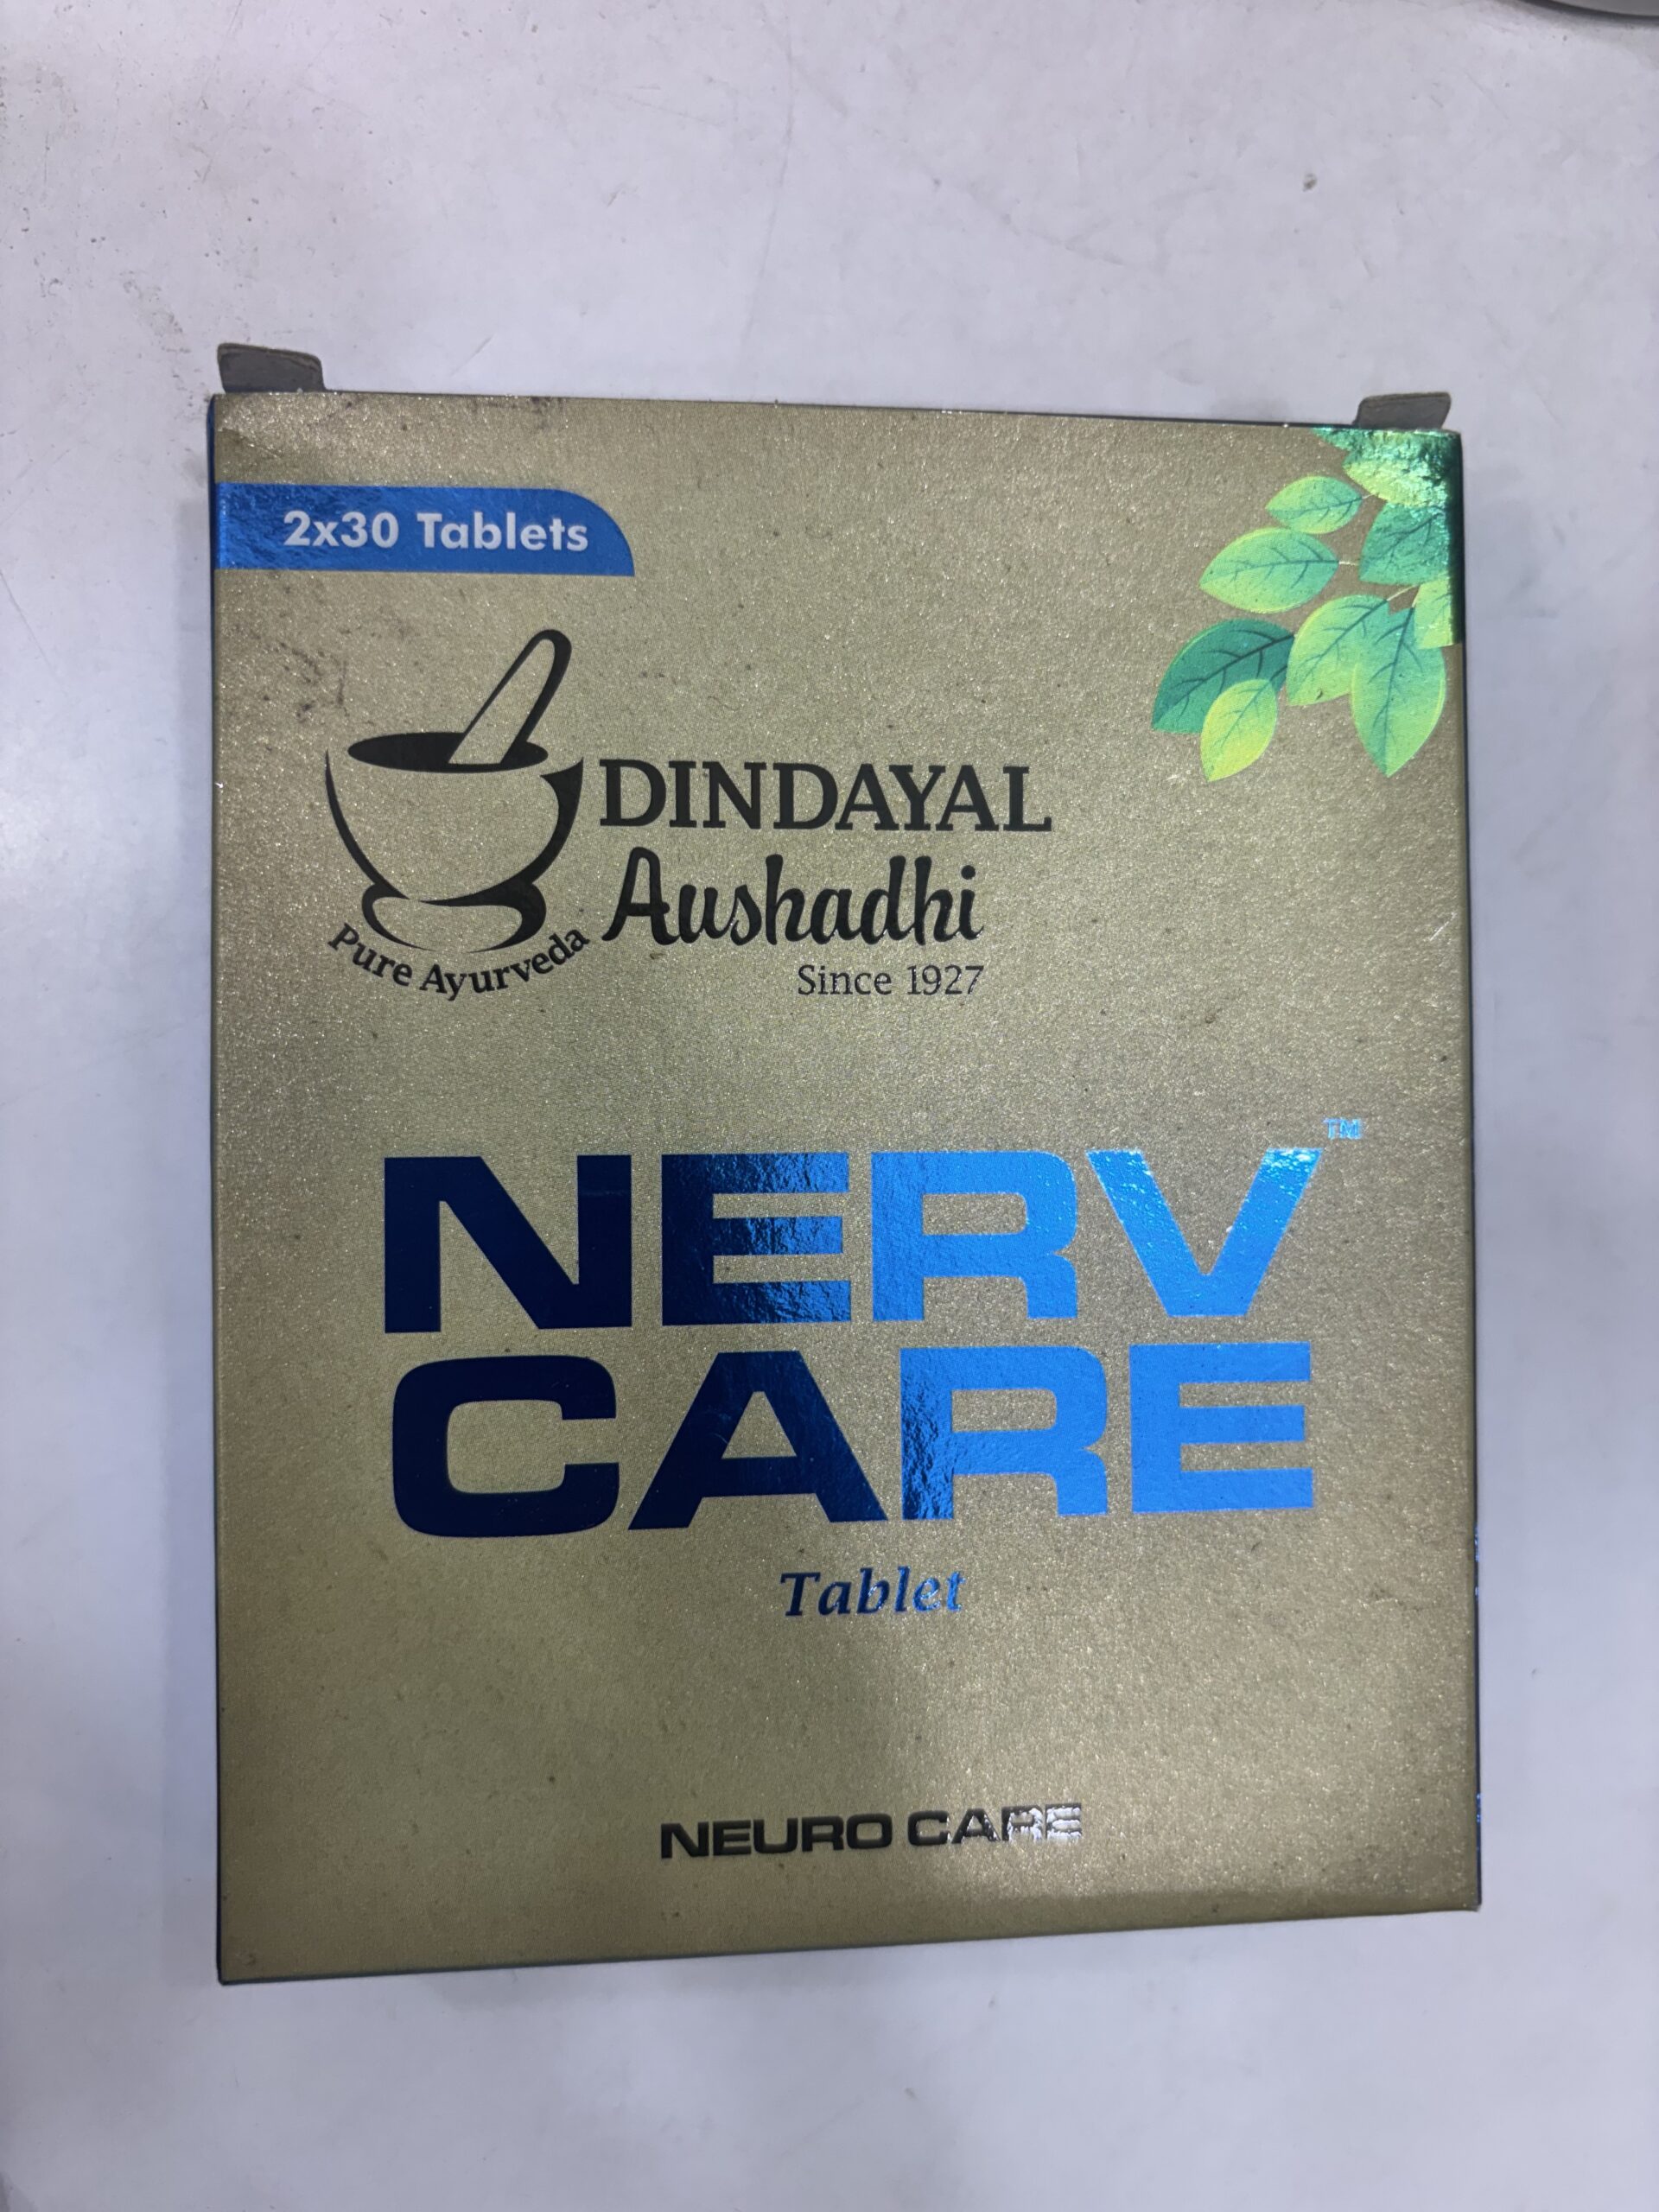 2x30 Tablets
DINDAYAL
Aushadhi
Pure Ayurveda
Since 1927
NERV™
CARE
Tablet
NEURO CARE